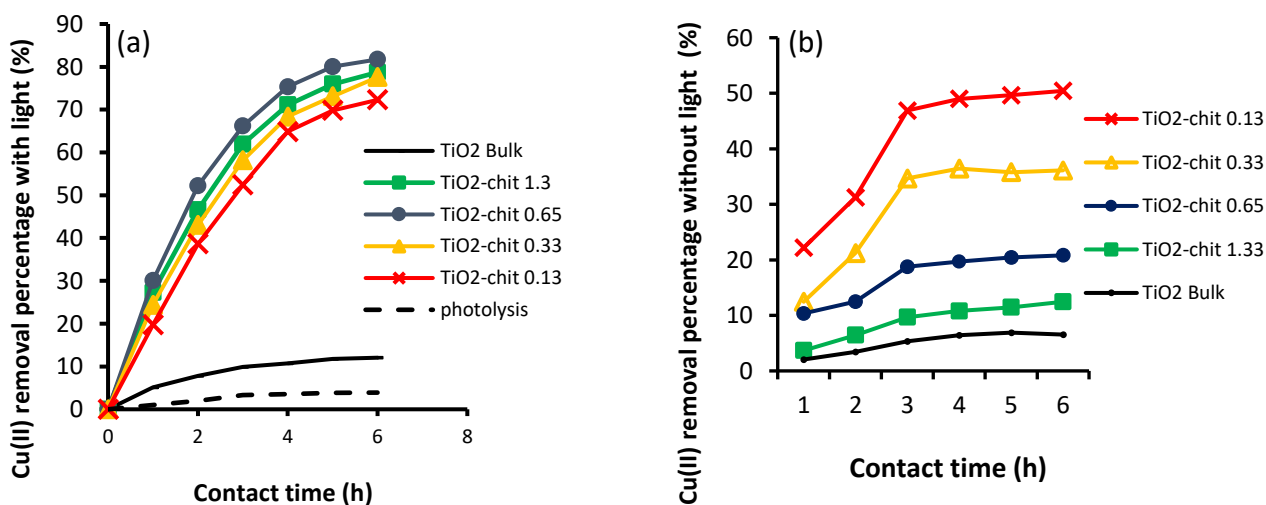 (a)
Cu(II) removal percentage with light (%)
90
80
70
60
50
40
30
20
10
0
0
2
4
6
8
Contact time (h)
TiO2 Bulk
TiO2-chit 1.3
TiO2-chit 0.65
TiO2-chit 0.33
TiO2-chit 0.13
photolysis
(b)
Cu(II) removal percentage without light (%)
60
50
40
30
20
10
0
1
2
3
4
5
6
Contact time (h)
TiO2-chit 0.13
TiO2-chit 0.33
TiO2-chit 0.65
TiO2-chit 1.33
TiO2 Bulk